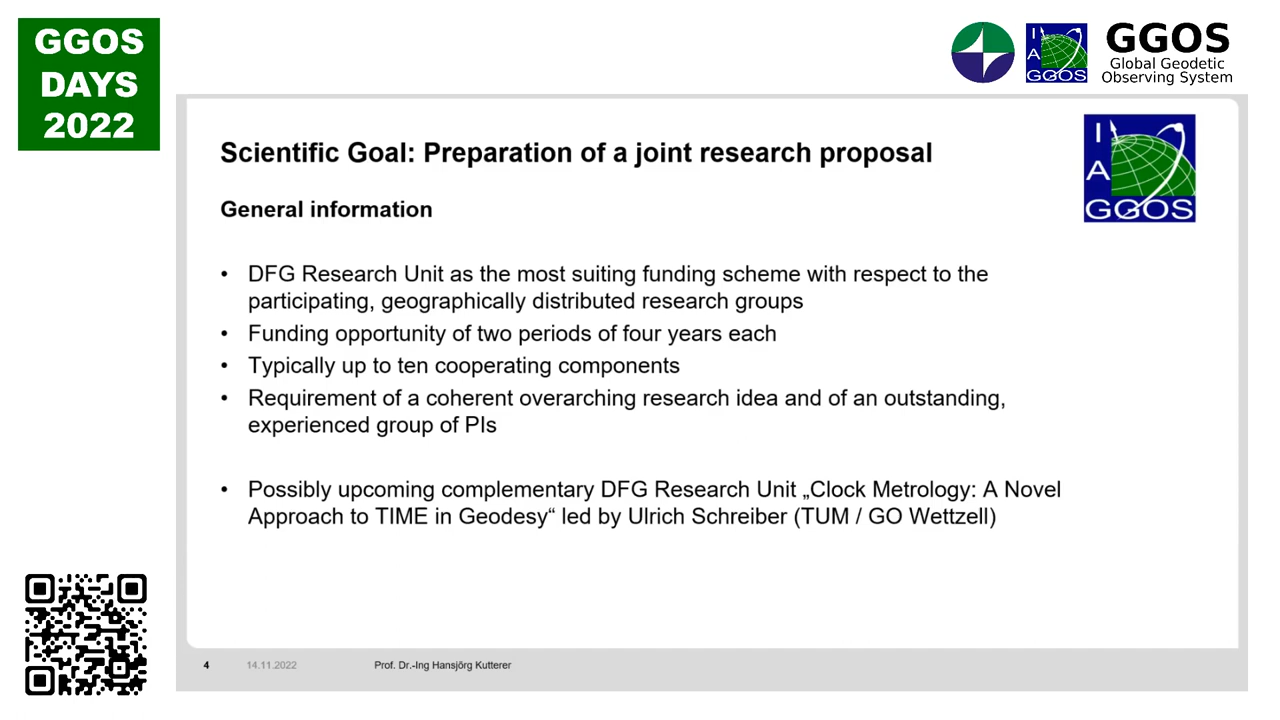 GGOS
DAYS
2022
GGOS
Global Geodetic
Observing System
I
A
GGOS
Scientific Goal: Preparation of a joint research proposal
I
A
GGOS
General information
• DFG Research Unit as the most suiting funding scheme with respect to the
participating, geographically distributed research groups
• Funding opportunity of two periods of four years each
• Typically up to ten cooperating components
• Requirement of a coherent overarching research idea and of an outstanding,
experienced group of PIs
• Possibly upcoming complementary DFG Research Unit „Clock Metrology: A Novel
Approach to TIME in Geodesy“ led by Ulrich Schreiber (TUM / GO Wettzell)
4 14.11.2022 Prof. Dr.-Ing Hansjörg Kutterer